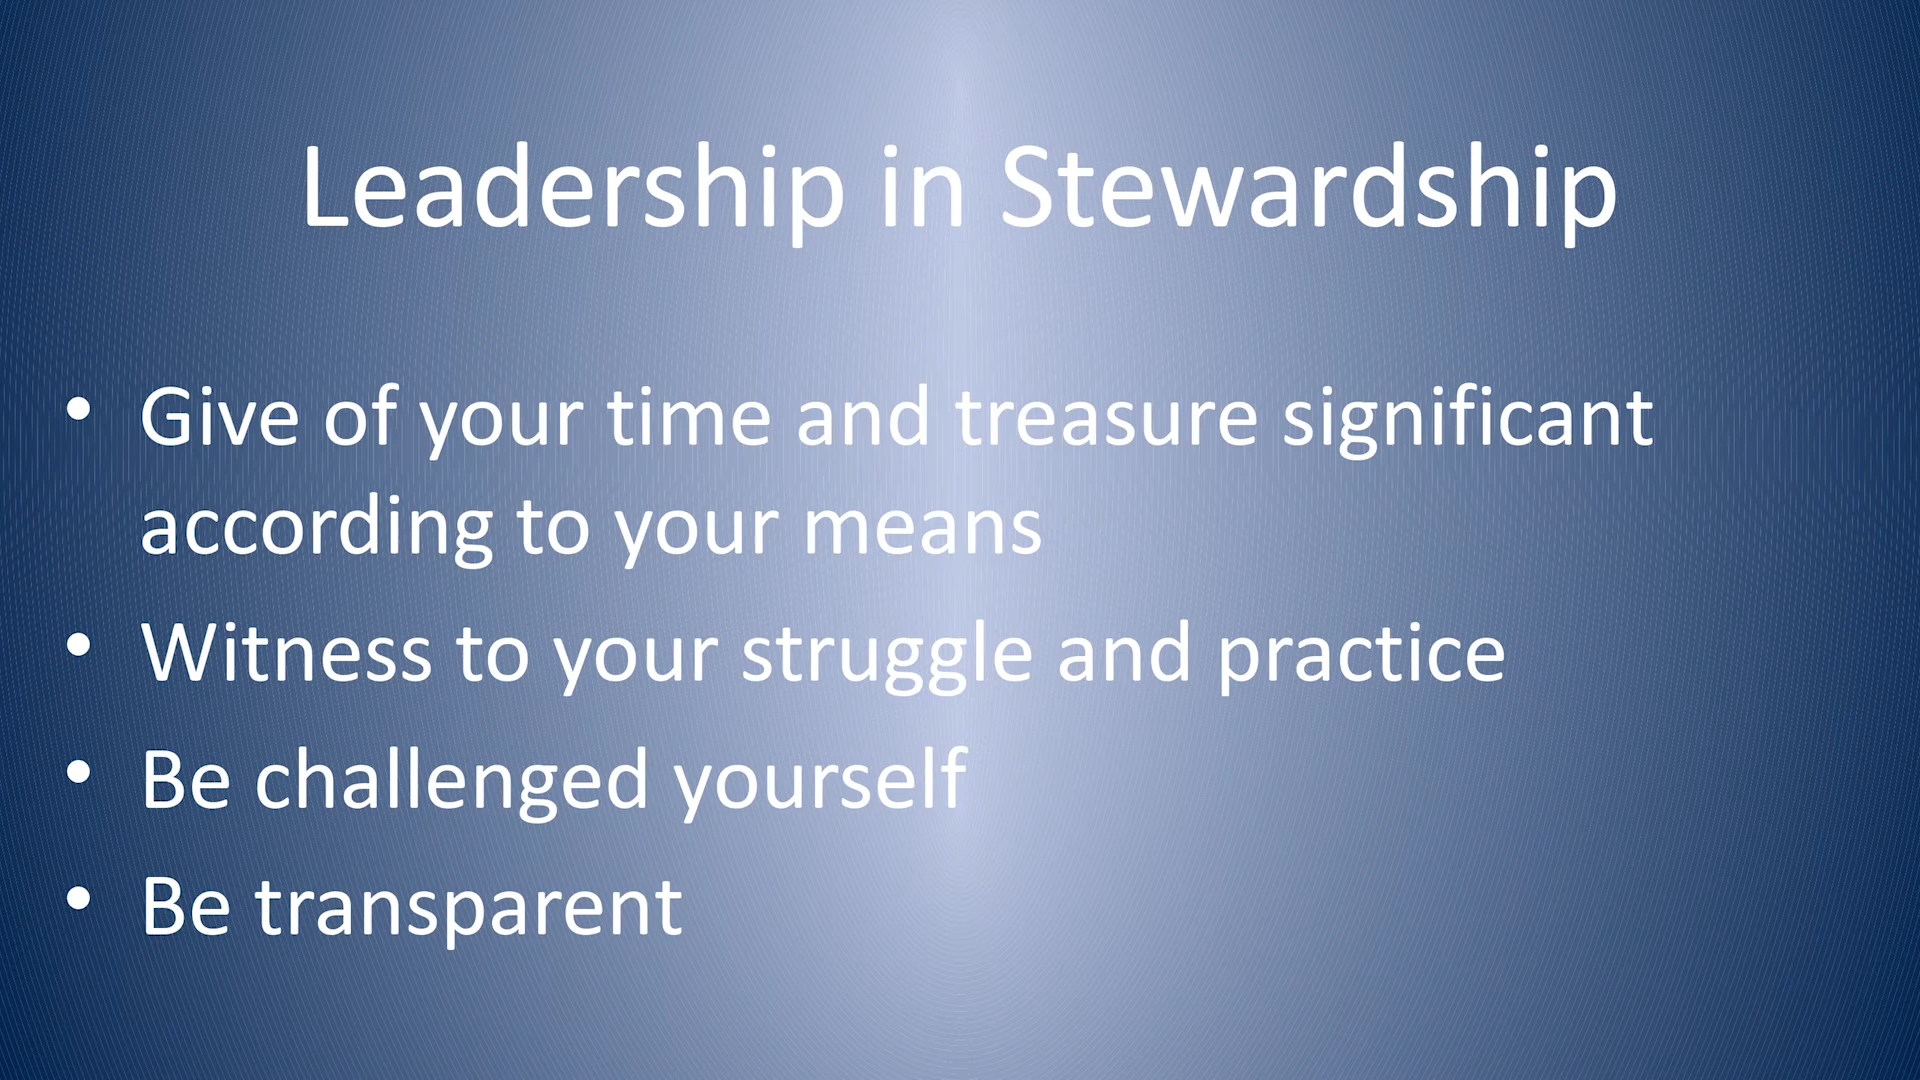 Leadership in Stewardship
• Give of your time and treasure significant
according to your means
• Witness to your struggle and practice
• Be challenged yourself
• Be transparent